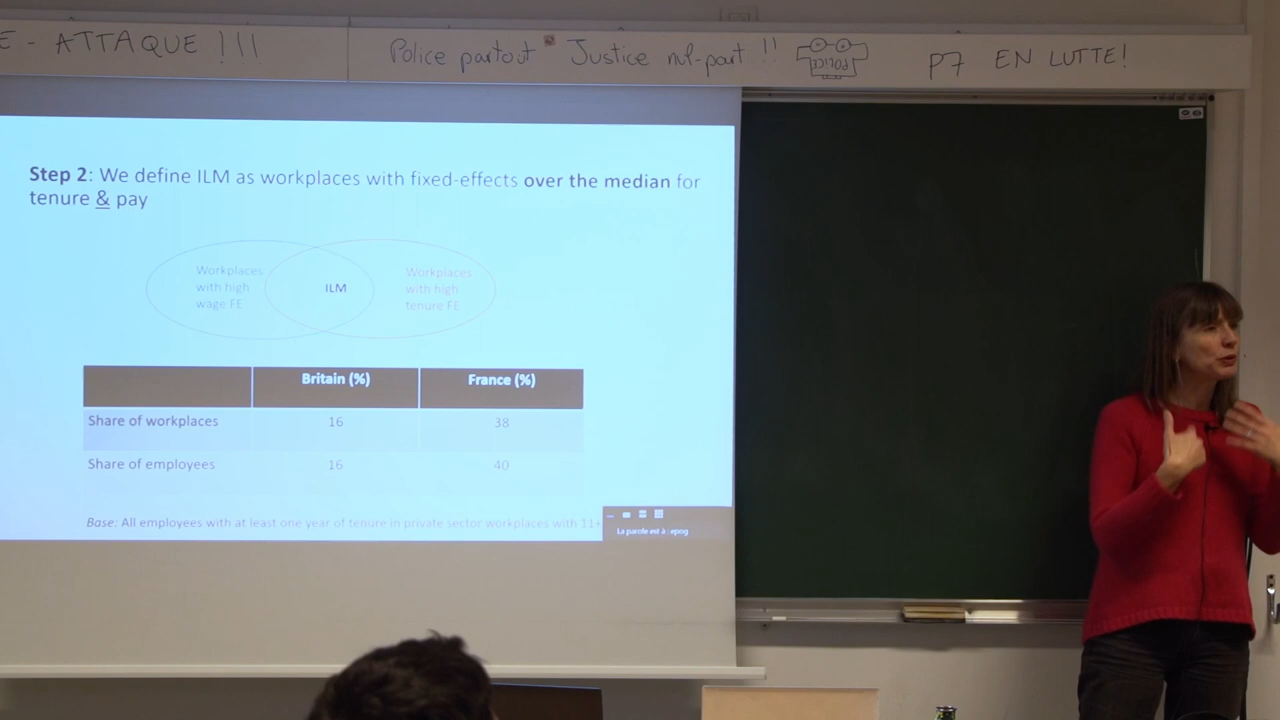 E - ATTAQUE !!!
Police partout Justice nul-part !!
POLICE
P7 EN LUTTE!
Step 2: We define ILM as workplaces with fixed-effects over the median for
tenure & pay
Workplaces
with high
wage FE
ILM
Workplaces
with high
tenure FE
Britain (%) France (%)
Share of workplaces 16 38
Share of employees 16 40
Base: All employees with at least one year of tenure in private sector workplaces with 11+
La parole est à : epog